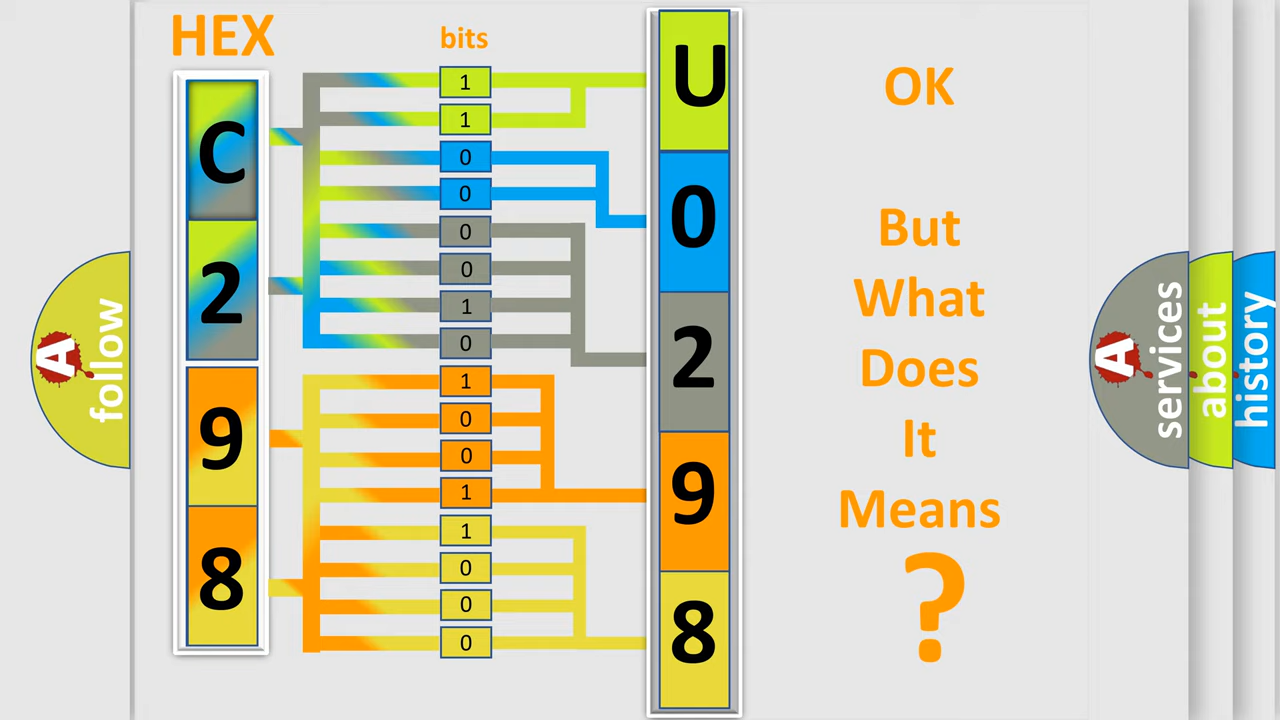 HEX
bits
C
2
9
8
1
1
0
0
0
0
1
0
1
0
0
1
1
0
0
0
U
0
2
9
8
OK
But
What
Does
It
Means
?
A
follow
A
services
about
history